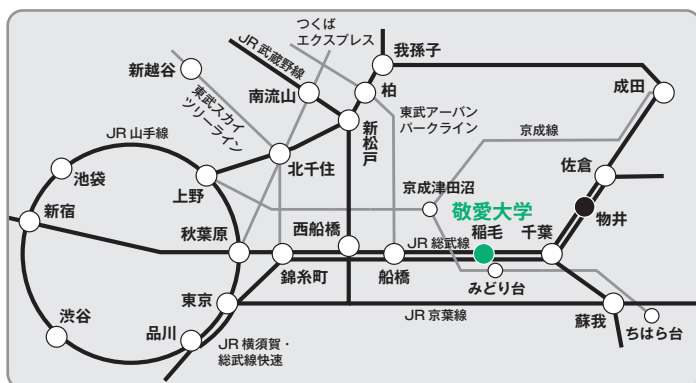 つくば
エクスプレス
JR 武蔵野線
我孫子
新越谷
南流山
柏
成田
東武スカイ
ツリーライン
東武アーバン
パークライン
新松戸
京成線
JR 山手線
北千住
佐倉
池袋
上野
京成津田沼
敬愛大学
物井
新宿
秋葉原
西船橋
JR 総武線
稲毛
千葉
錦糸町
船橋
みどり台
東京
渋谷
品川
JR 横須賀・
総武線快速
JR 京葉線
蘇我
ちはら台